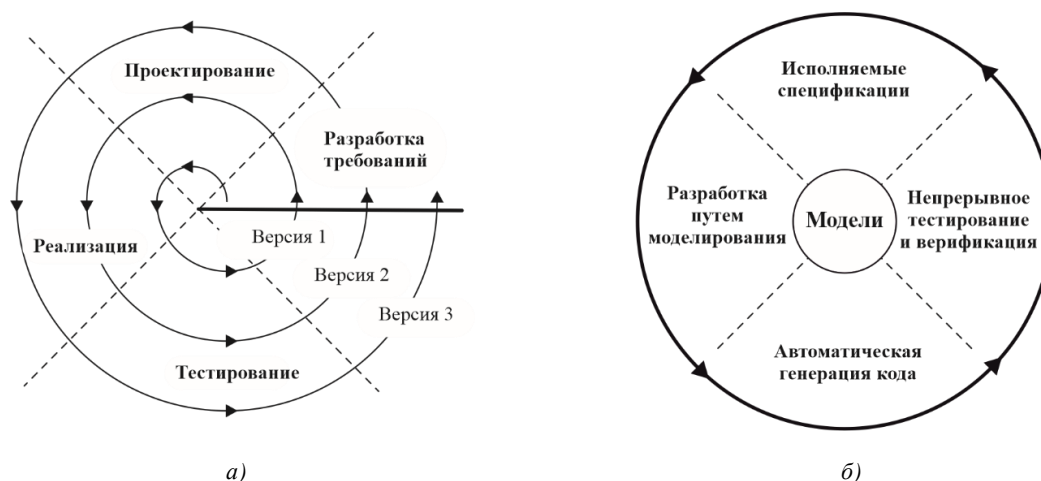 Проектирование
Разработка
требований
Реализация
Версия 1
Версия 2
Версия 3
Тестирование
а)
Исполняемые
спецификации
Разработка
путем
моделирования
Модели
Непрерывное
тестирование
и верификация
Автоматическая
генерация кода
б)